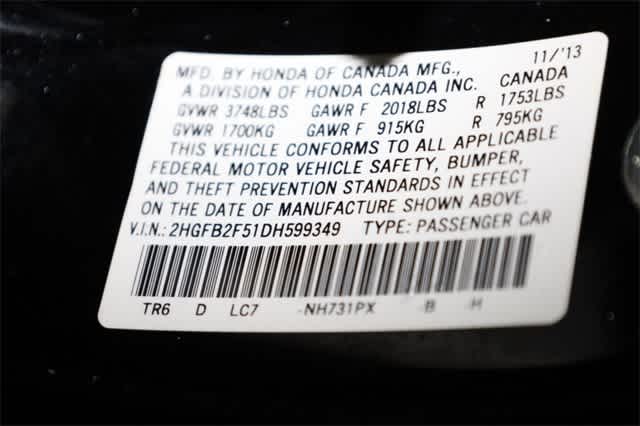 MFD. BY HONDA OF CANADA MFG., 11/'13
A DIVISION OF HONDA CANADA INC. CANADA
GVWR 3748LBS GAWR F 2018LBS R 1753LBS
GVWR 1700KG GAWR F 915KG R 795KG
THIS VEHICLE CONFORMS TO ALL APPLICABLE
FEDERAL MOTOR VEHICLE SAFETY, BUMPER,
AND THEFT PREVENTION STANDARDS IN EFFECT
ON THE DATE OF MANUFACTURE SHOWN ABOVE.
V.I.N.: 2HGFB2F51DH599349 TYPE: PASSENGER CAR
TR6 D LC7 -NH731PX -B -H